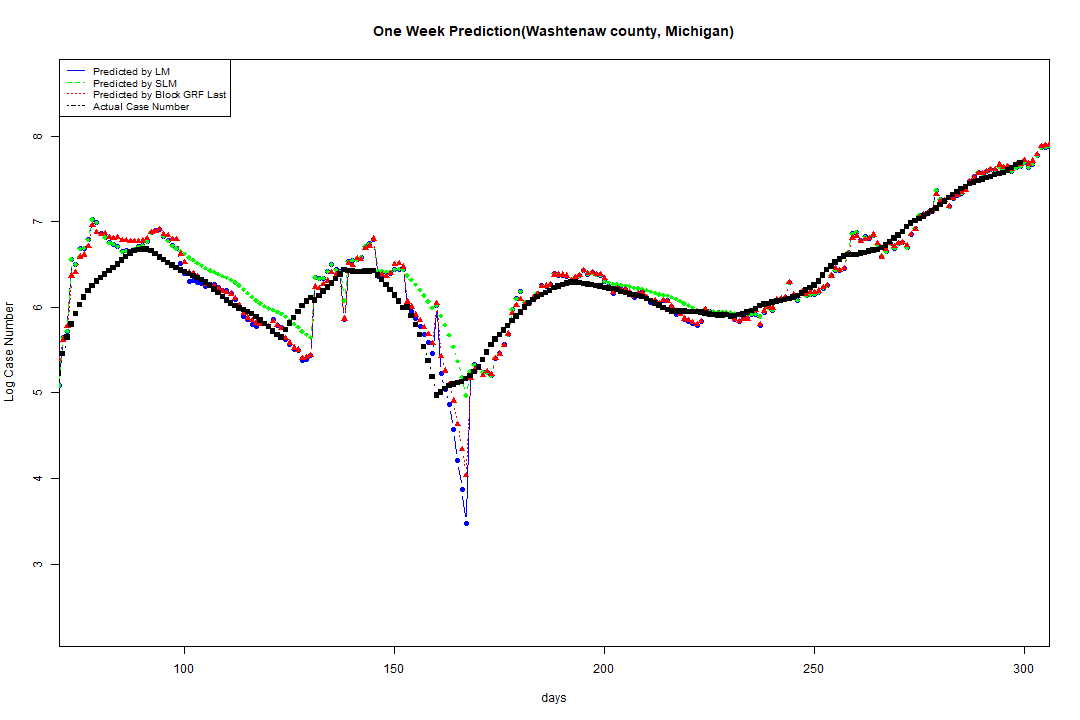 One Week Prediction(Washtenaw county, Michigan)
Predicted by LM
Predicted by SLM
Predicted by Block GRF Last
Actual Case Number
8
7
6
5
4
3
Log Case Number
100 150 200 250 300
days